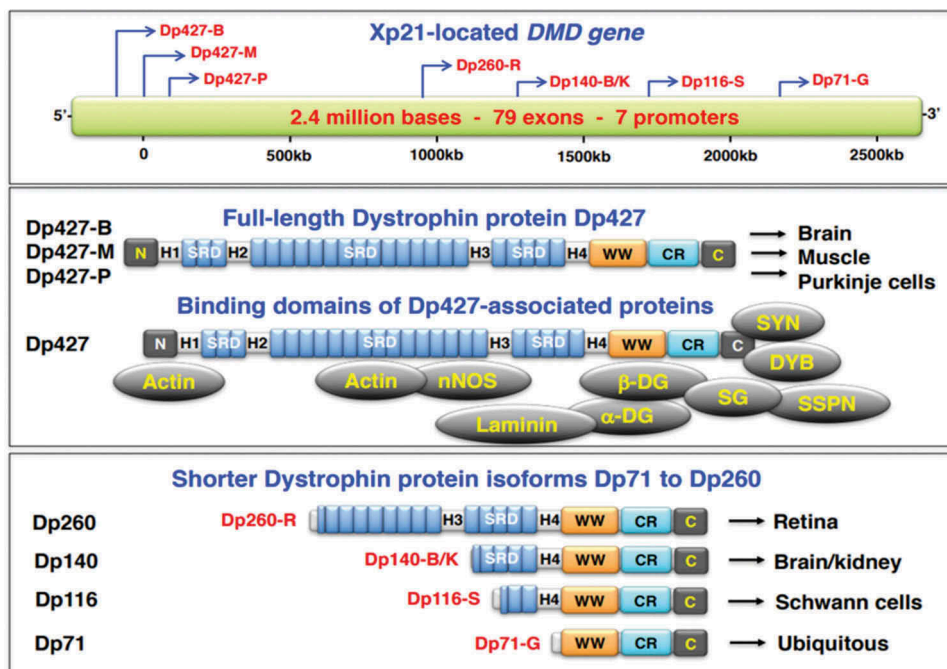 Xp21-located DMD gene
Dp427-B
Dp427-M
Dp427-P
Dp260-R
Dp140-B/K
Dp116-S
Dp71-G
5'-
2.4 million bases - 79 exons - 7 promoters
-3'
0 500kb 1000kb 1500kb 2000kb 2500kb
Full-length Dystrophin protein Dp427
Dp427-B
Dp427-M
Dp427-P
N H1 SRD H2 SRD H3 SRD H4 WW CR C
Brain
Muscle
Purkinje cells
Binding domains of Dp427-associated proteins
Dp427
N H1 SRD H2 SRD H3 SRD H4 WW CR C
SYN
DYB
Actin Actin nNOS β-DG SG SSPN
Laminin α-DG
Shorter Dystrophin protein isoforms Dp71 to Dp260
Dp260 Dp260-R H3 SRD H4 WW CR C Retina
Dp140 Dp140-B/K SRD H4 WW CR C Brain/kidney
Dp116 Dp116-S H4 WW CR C Schwann cells
Dp71 Dp71-G WW CR C Ubiquitous